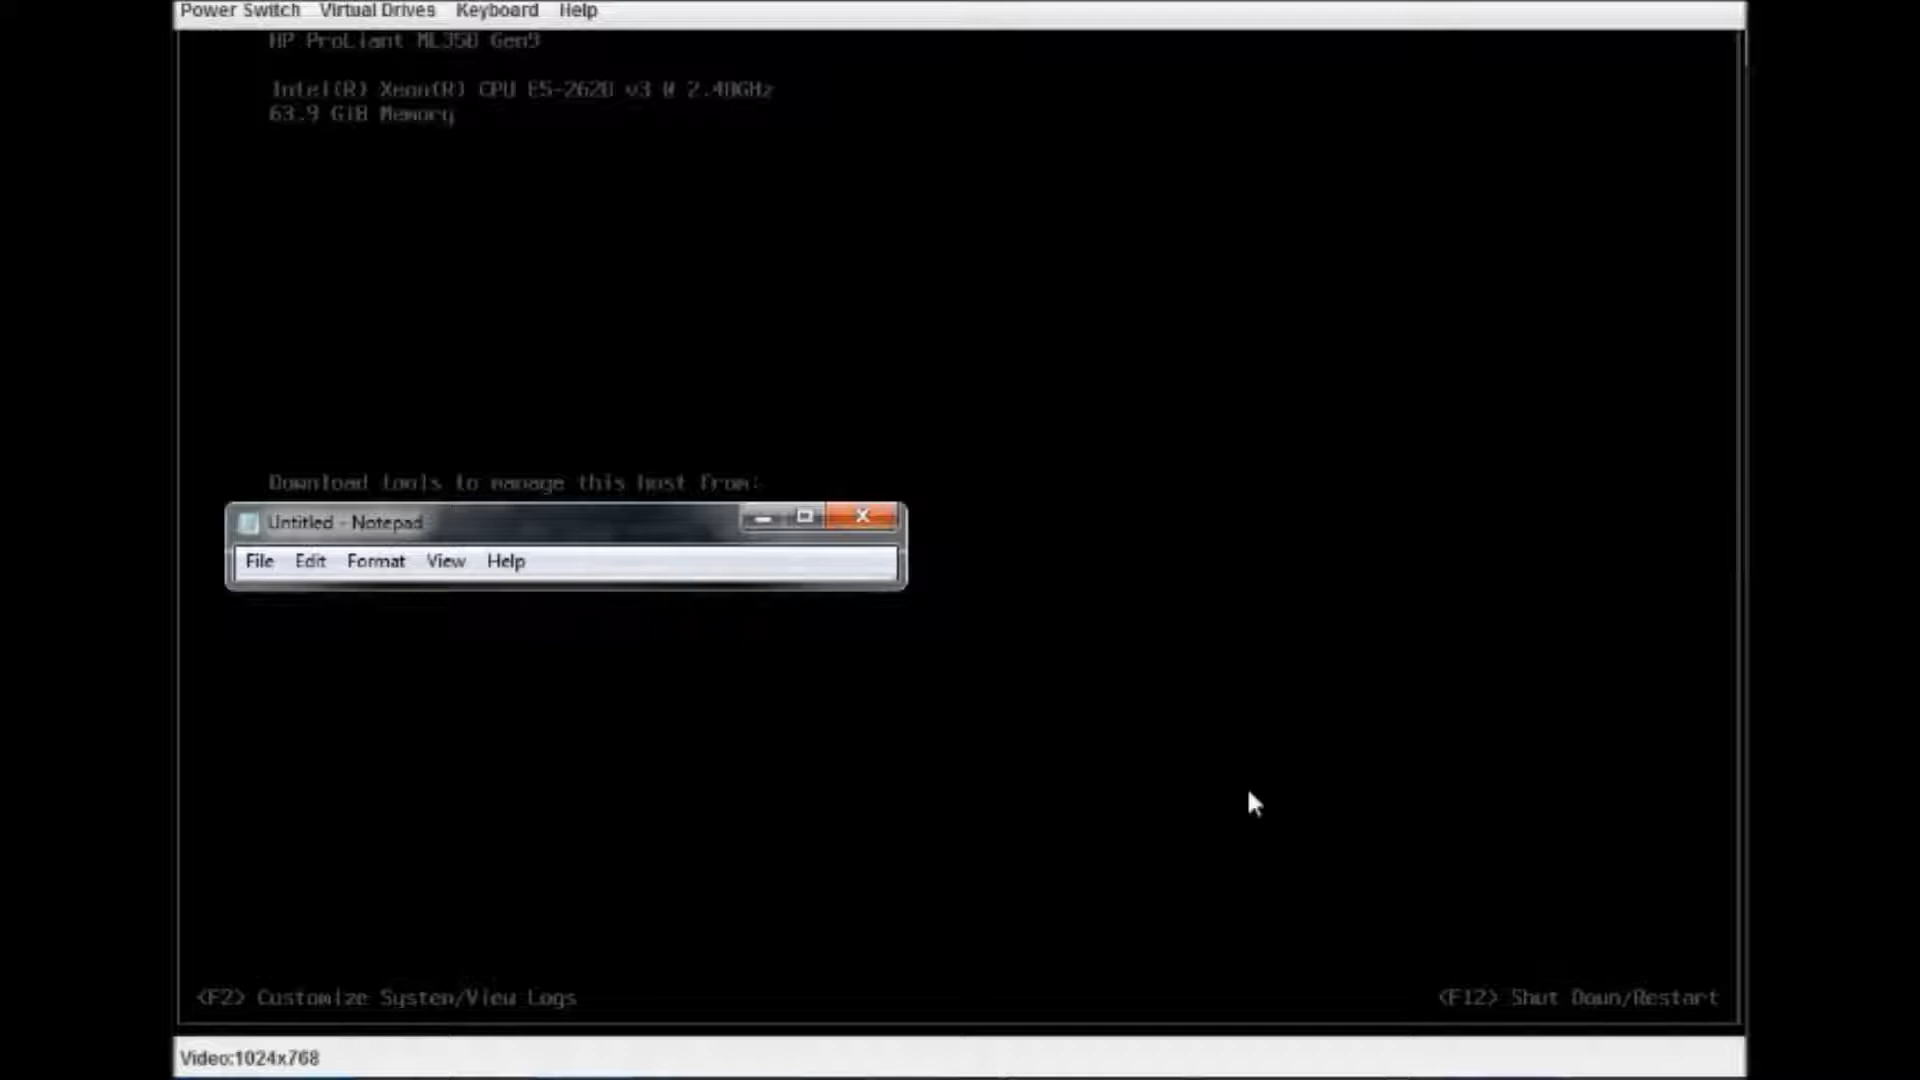 Power Switch Virtual Drives Keyboard Help
HP ProLiant ML350 Gen9
Intel(R) Xeon(R) CPU E5-2620 v3 @ 2.40GHz
63.9 GiB Memory
Download tools to manage this host from:
Untitled - Notepad
File Edit Format View Help
<F2> Customize System/View Logs
<F12> Shut Down/Restart
Video:1024x768